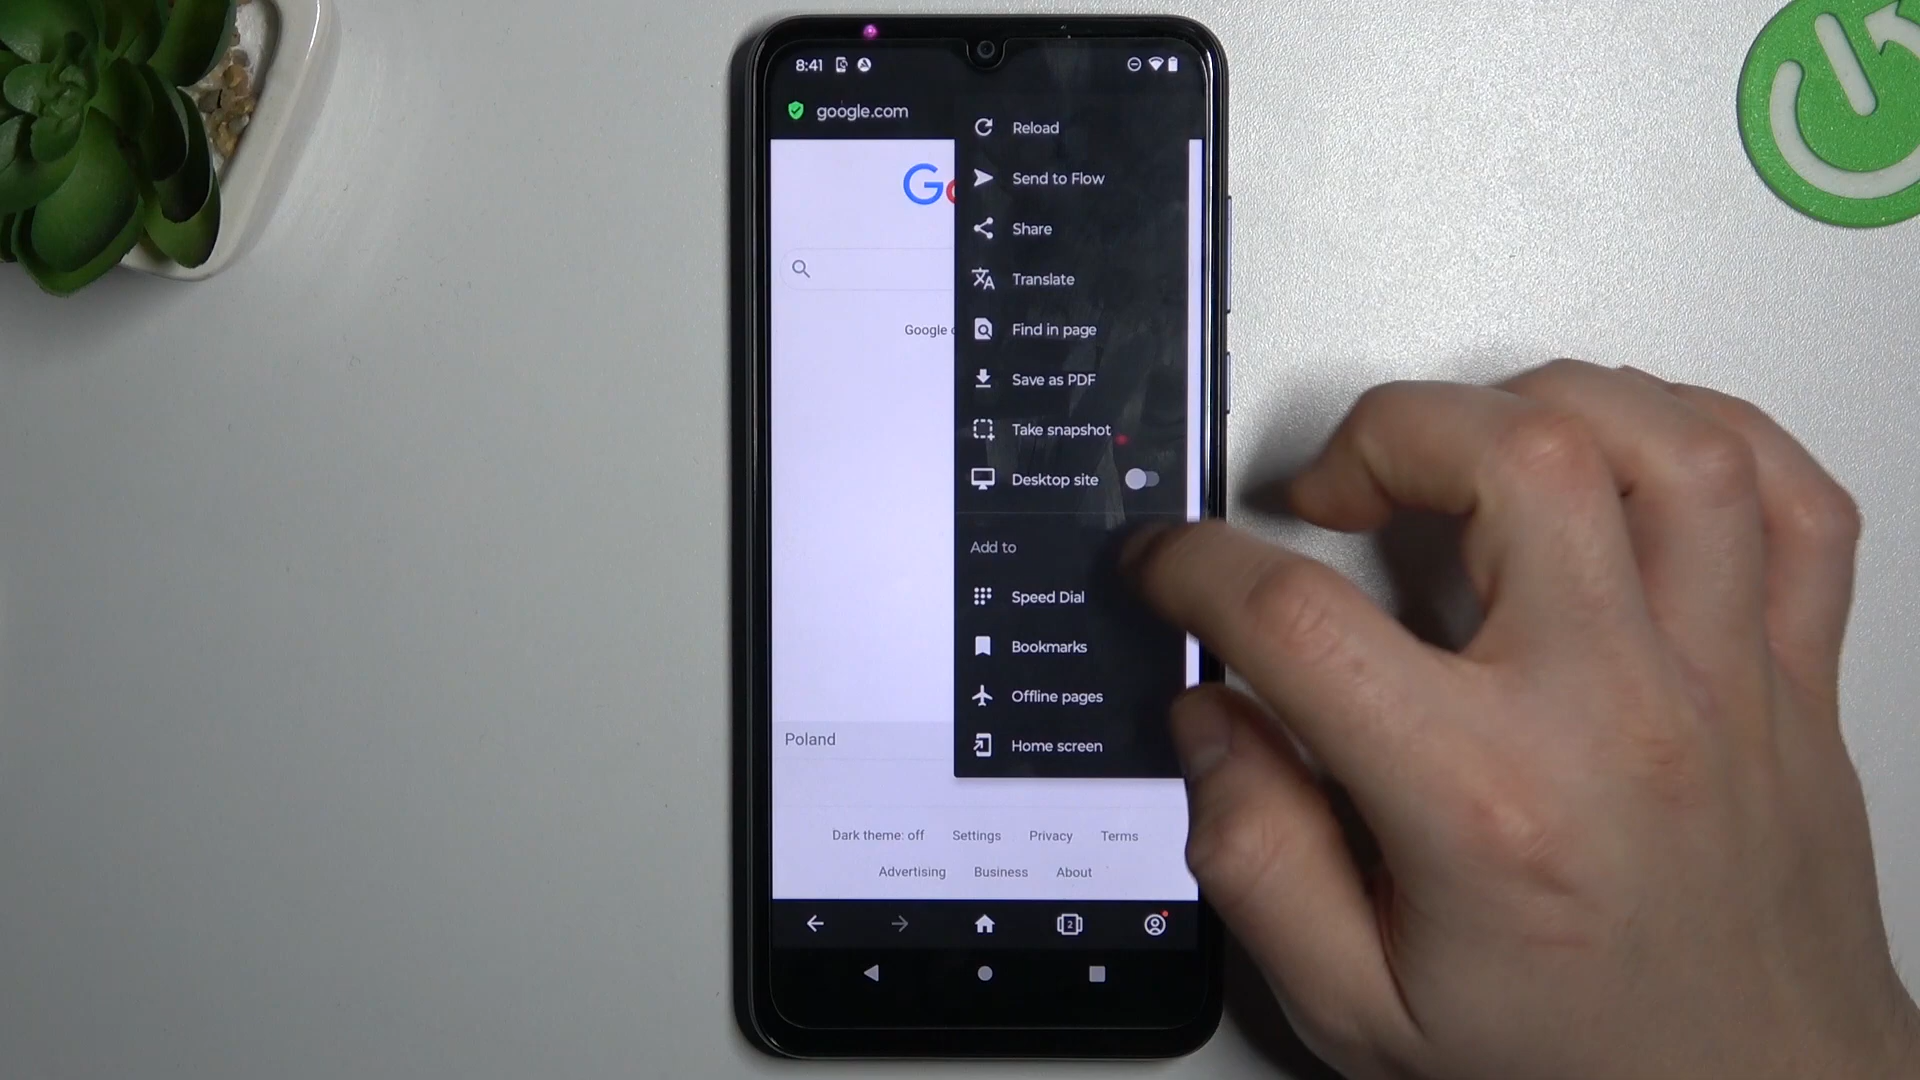 8:41
google.com
Reload
Send to Flow
Share
Translate
Find in page
Save as PDF
Take snapshot
Desktop site
Add to
Speed Dial
Bookmarks
Offline pages
Home screen
Go
Google
Poland
Dark theme: off Settings Privacy Terms
Advertising Business About
2